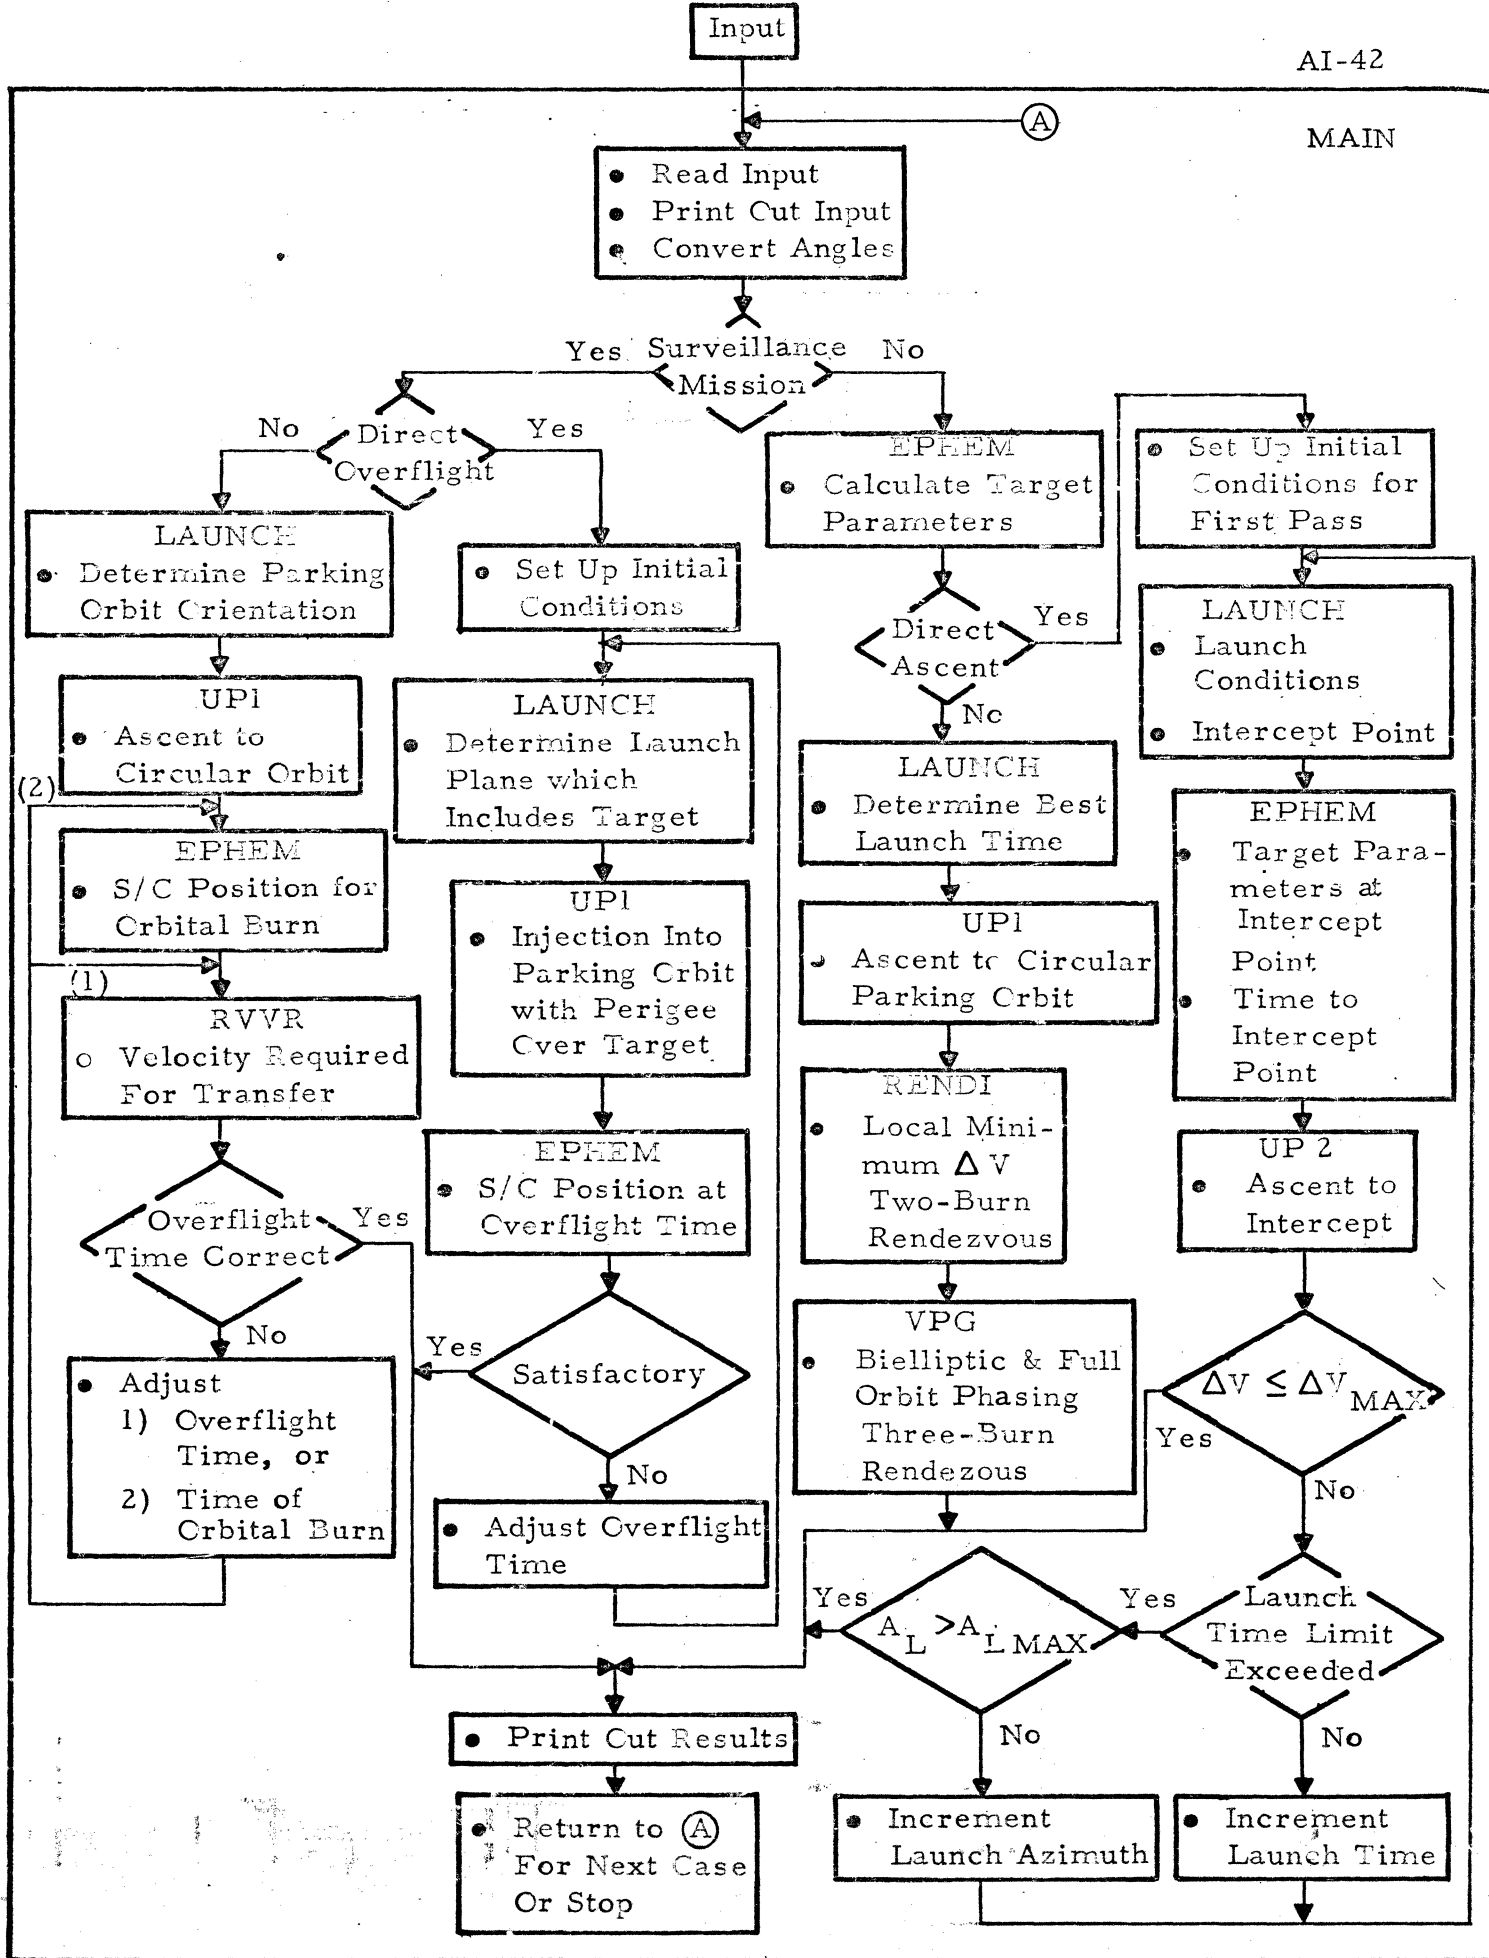 Input
AI-42
A
MAIN
• Read Input
• Print Out Input
• Convert Angles
Yes Surveillance No
Mission
No Direct Yes
Overflight
LAUNCH
• Determine Parking
Orbit Orientation
UP1
• Ascent to
Circular Orbit
(2)
EPHEM
• S/C Position for
Orbital Burn
(1)
RVVR
o Velocity Required
For Transfer
Overflight Yes
Time Correct
No
• Adjust
1) Overflight
Time, or
2) Time of
Orbital Burn
• Set Up Initial
Conditions
LAUNCH
• Determine Launch
Plane which
Includes Target
UP1
• Injection Into
Parking Orbit
with Perigee
Over Target
EPHEM
• S/C Position at
Overflight Time
Yes
Satisfactory
No
• Adjust Overflight
Time
EPHEM
• Calculate Target
Parameters
Direct Yes
Ascent
No
LAUNCH
• Determine Best
Launch Time
UP1
• Ascent to Circular
Parking Orbit
RENDI
• Local Mini-
mum Δ V
Two-Burn
Rendezvous
VPG
• Bielliptic & Full
Orbit Phasing
Three-Burn
Rendezous
• Set Up Initial
Conditions for
First Pass
LAUNCH
• Launch
Conditions
• Intercept Point
EPHEM
• Target Para-
meters at
Intercept
Point
• Time to
Intercept
Point
UP 2
• Ascent to
Intercept
ΔV ≤ ΔV MAX
Yes
No
Launch
Time Limit
Exceeded
Yes
No
A L > A L MAX
Yes
No
• Increment
Launch Azimuth
• Increment
Launch Time
• Print Out Results
• Return to A
For Next Case
Or Stop